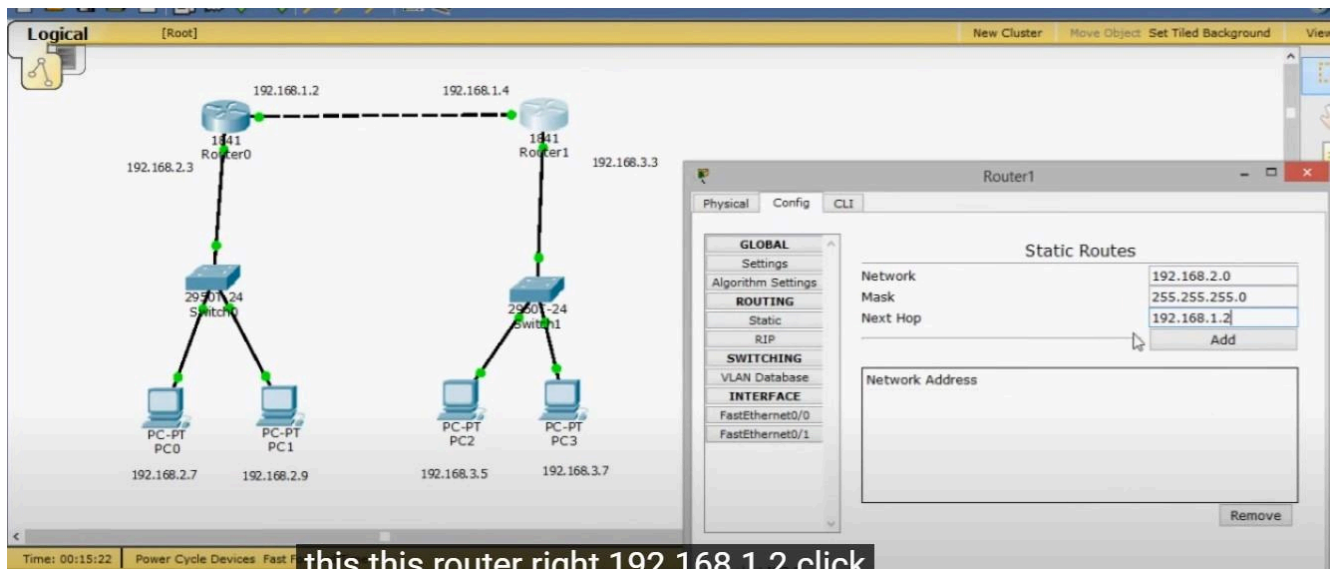 Logical
[Root]
New Cluster
Move Object
Set Tiled Background
View
192.168.1.2
192.168.1.4
1841
Router0
1841
Router1
192.168.2.3
192.168.3.3
2950T-24
Switch0
2950T-24
Switch1
PC-PT
PC0
PC-PT
PC1
PC-PT
PC2
PC-PT
PC3
192.168.2.7
192.168.2.9
192.168.3.5
192.168.3.7
Router1
Physical
Config
CLI
GLOBAL
Settings
Algorithm Settings
ROUTING
Static
RIP
SWITCHING
VLAN Database
INTERFACE
FastEthernet0/0
FastEthernet0/1
Static Routes
Network
192.168.2.0
Mask
255.255.255.0
Next Hop
192.168.1.2
Add
Network Address
Remove
Time: 00:15:22
Power Cycle Devices
Fast F
this this router right 192.168.1.2 click